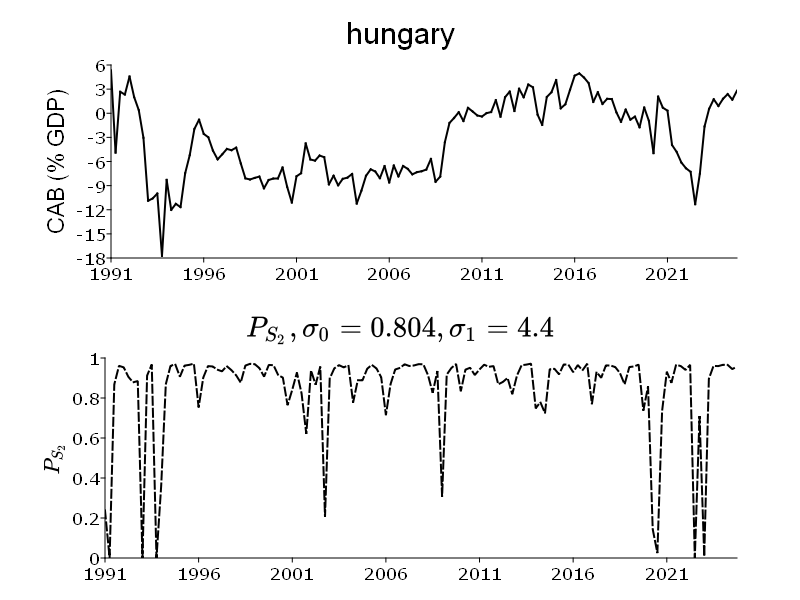 hungary
CAB (% GDP)
6
3
0
-3
-6
-9
-12
-15
-18
1991 1996 2001 2006 2011 2016 2021
P_{S_2}, σ_0 = 0.804, σ_1 = 4.4
P_{S_2}
1
0.8
0.6
0.4
0.2
0
1991 1996 2001 2006 2011 2016 2021